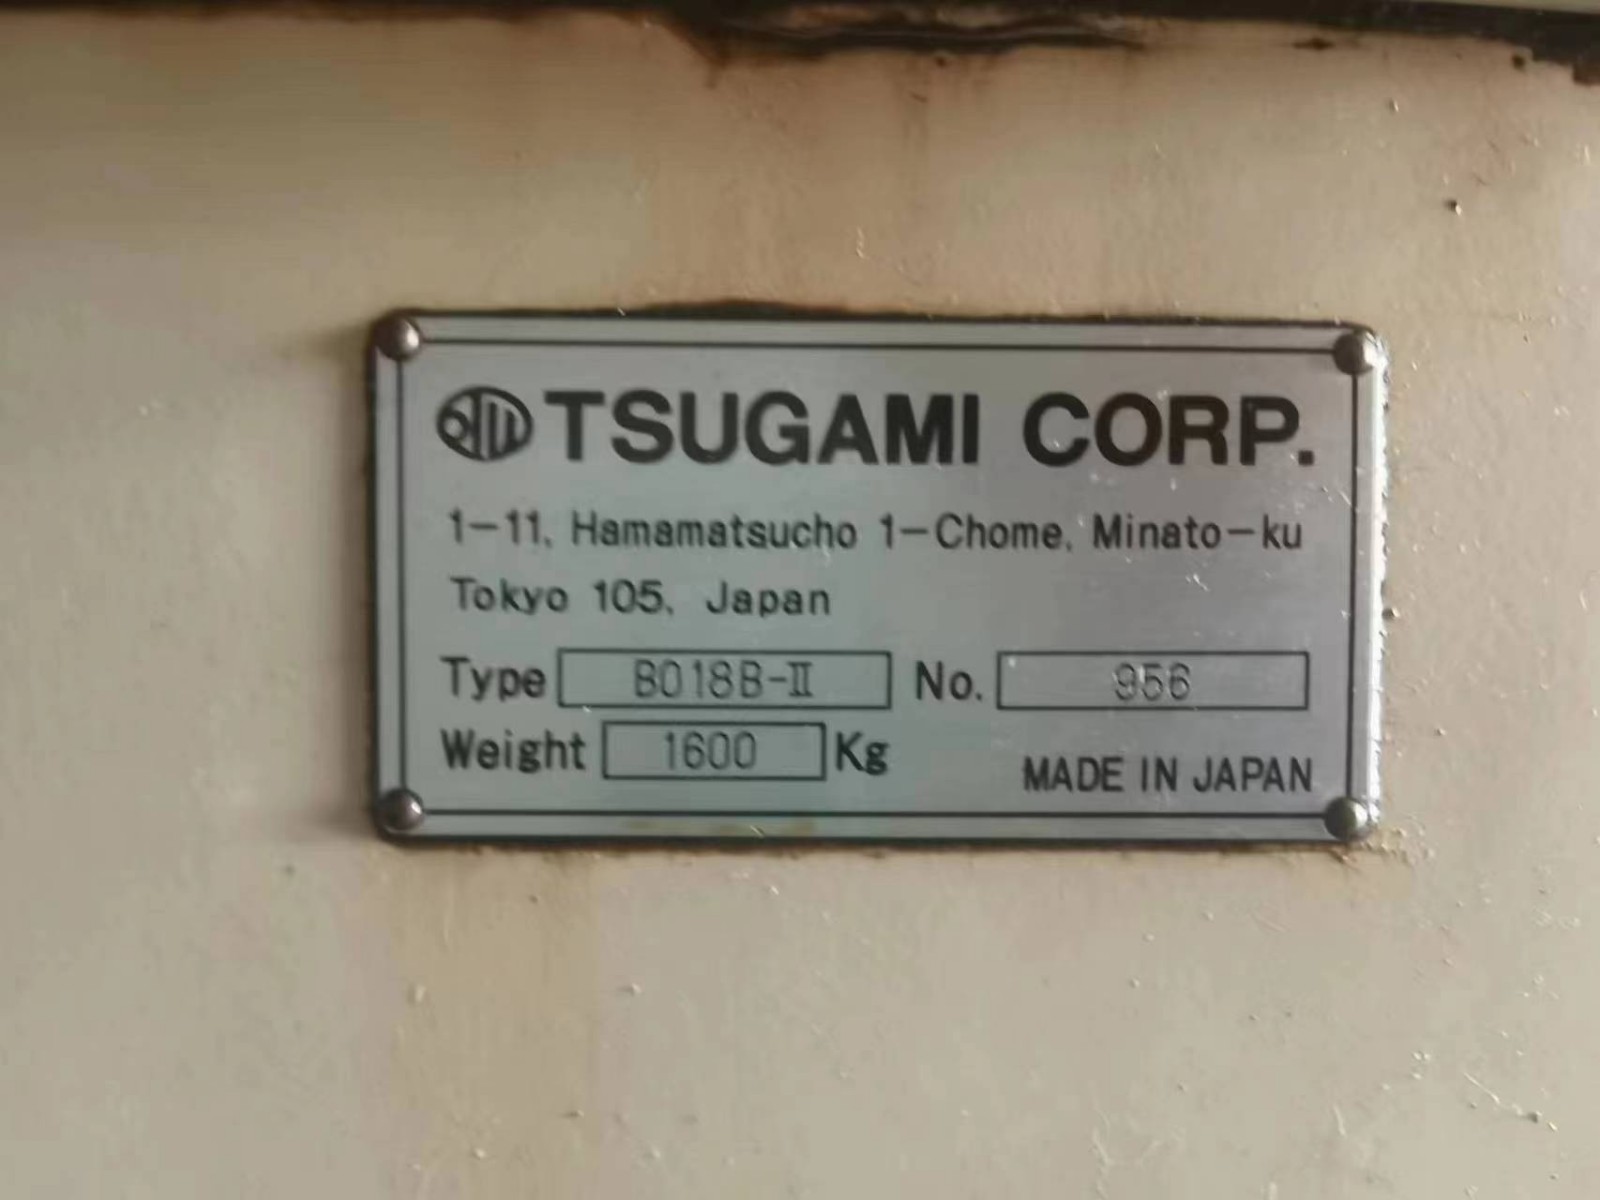 TSUGAMI CORP.
1-11, Hamamatsucho 1-Chome, Minato-ku
Tokyo 105, Japan
Type B018B-II No. 956
Weight 1600 Kg
MADE IN JAPAN